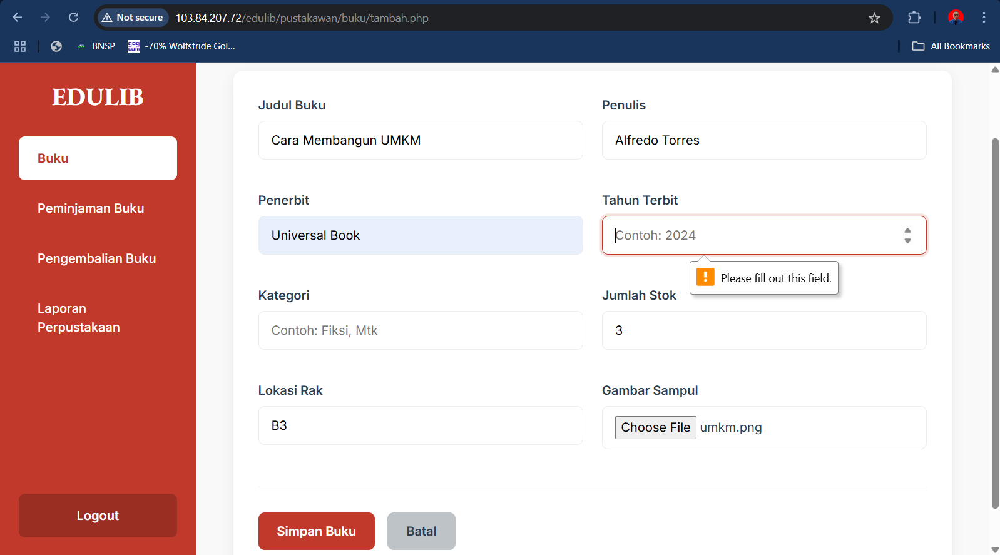 Not secure
103.84.207.72/edulib/pustakawan/buku/tambah.php
BNSP
gog
com
-70% Wolfstride Gol...
All Bookmarks
EDULIB
Buku
Peminjaman Buku
Pengembalian Buku
Laporan
Perpustakaan
Logout
Judul Buku
Cara Membangun UMKM
Penulis
Alfredo Torres
Penerbit
Universal Book
Tahun Terbit
Contoh: 2024
Please fill out this field.
Kategori
Contoh: Fiksi, Mtk
Jumlah Stok
3
Lokasi Rak
B3
Gambar Sampul
Choose File umkm.png
Simpan Buku
Batal